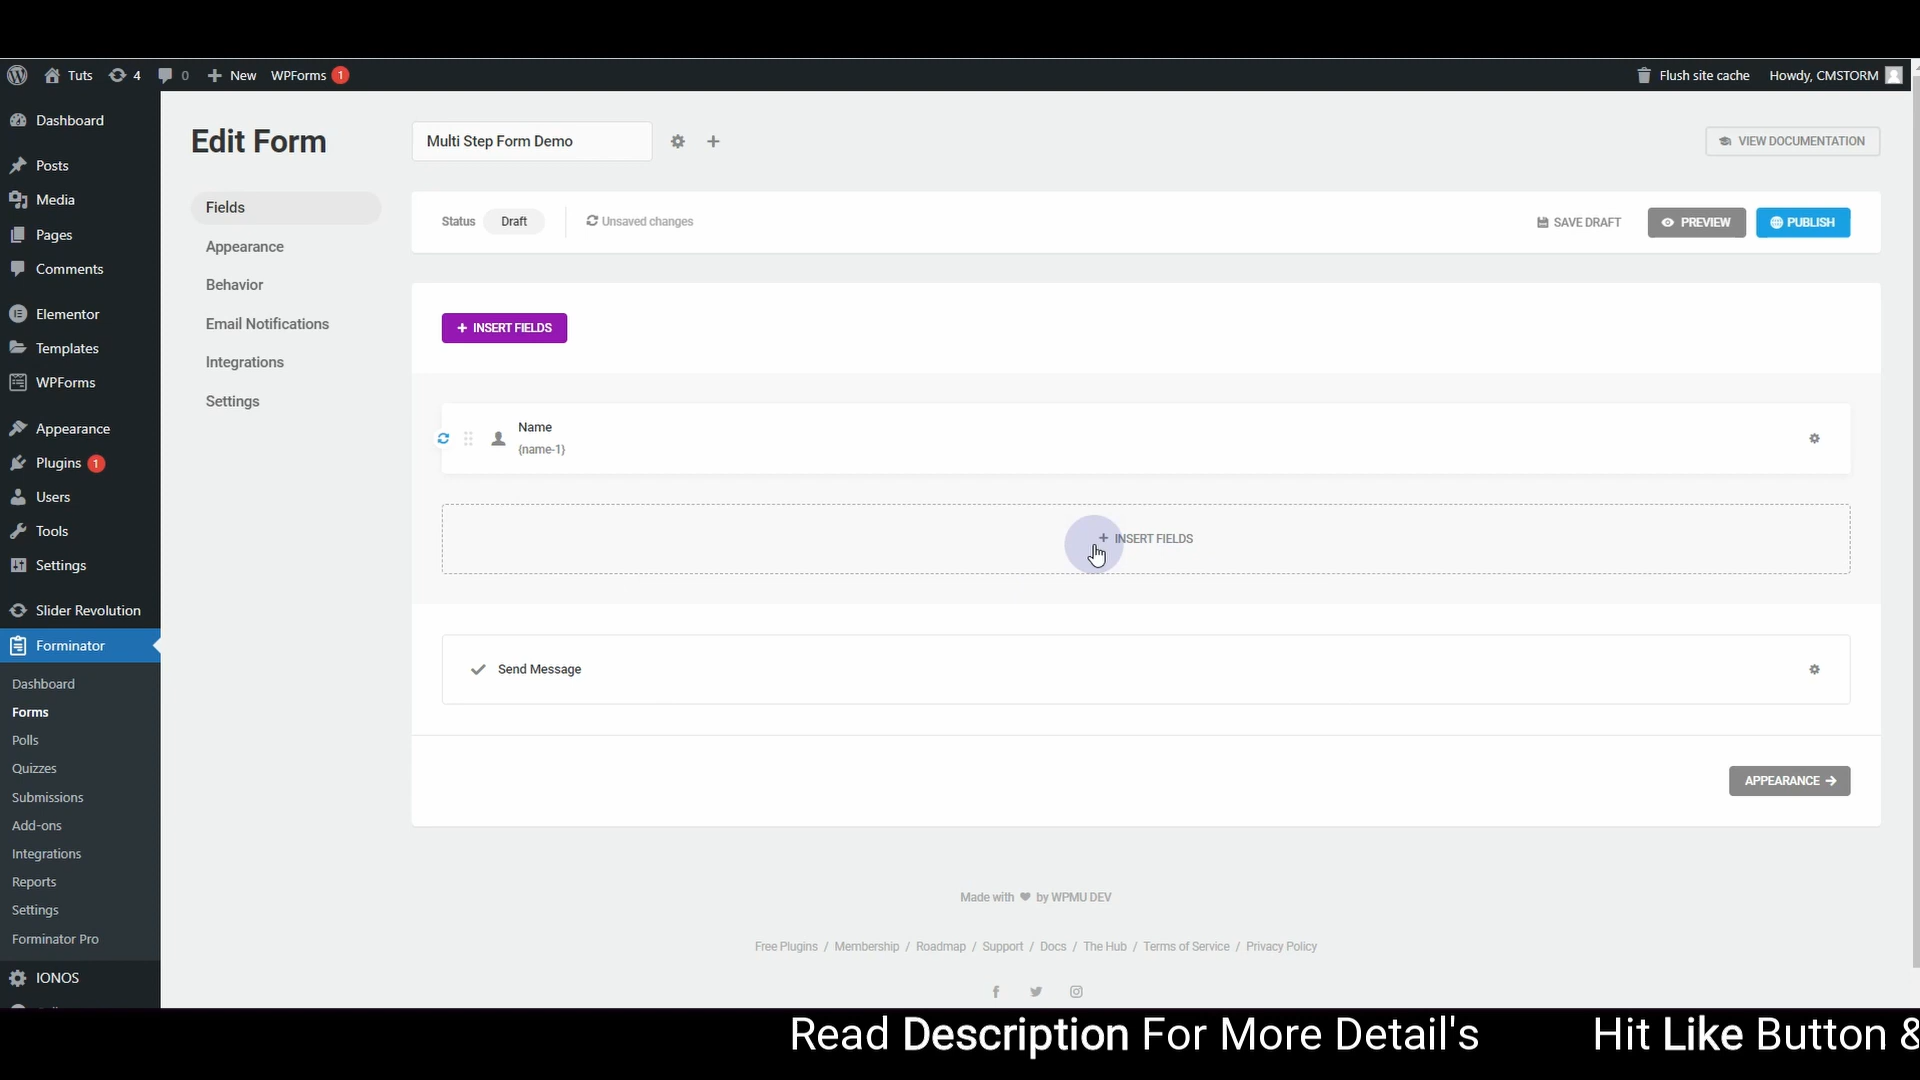 Tuts
4
0
New
WPForms
1
Flush site cache
Howdy, CMSTORM
Dashboard
Posts
Media
Pages
Comments
Elementor
Templates
WPForms
Appearance
Plugins 1
Users
Tools
Settings
Slider Revolution
Forminator
Dashboard
Forms
Polls
Quizzes
Submissions
Add-ons
Integrations
Reports
Settings
Forminator Pro
IONOS
Edit Form
Multi Step Form Demo
VIEW DOCUMENTATION
Fields
Appearance
Behavior
Email Notifications
Integrations
Settings
Status Draft
Unsaved changes
SAVE DRAFT
PREVIEW
PUBLISH
+ INSERT FIELDS
Name
{name-1}
+ INSERT FIELDS
Send Message
APPEARANCE →
Made with ♥ by WPMU DEV
Free Plugins / Membership / Roadmap / Support / Docs / The Hub / Terms of Service / Privacy Policy
Read Description For More Detail's
Hit Like Button &